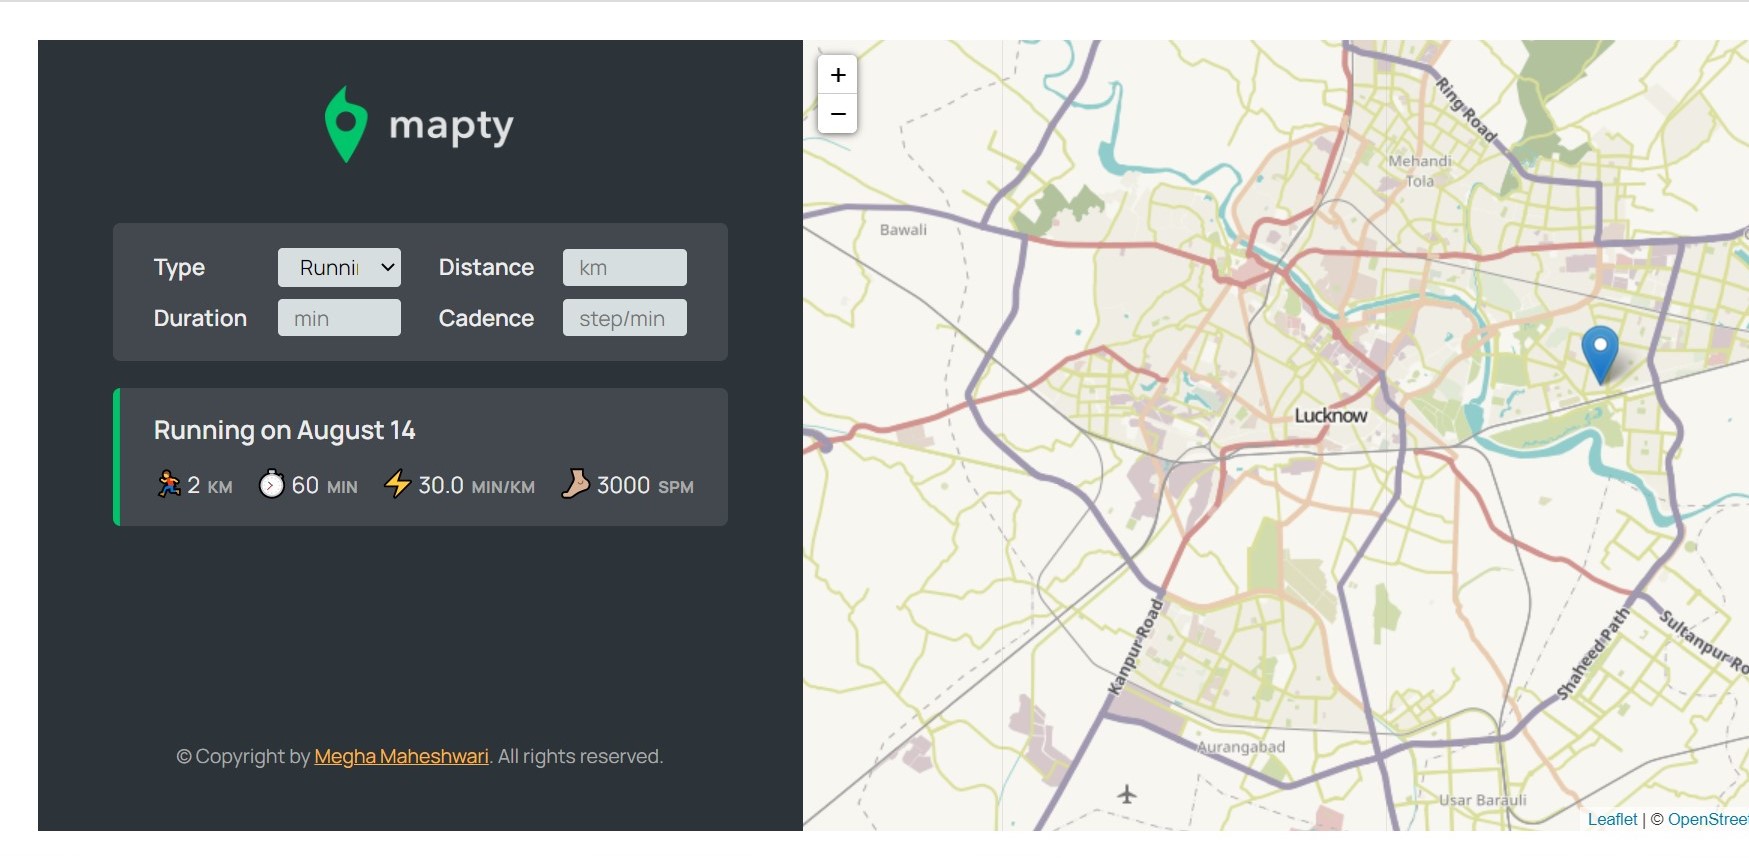 mapty
Type Runni Distance km
Duration min Cadence step/min
Running on August 14
2 KM 60 MIN 30.0 MIN/KM 3000 SPM
© Copyright by Megha Maheshwari. All rights reserved.
+
−
Ring Road
Mehandi
Tola
Bawali
Lucknow
Kanpur Road
Shaheed Path
Sultanpur Ro
Aurangabad
Usar Barauli
Leaflet | © OpenStree